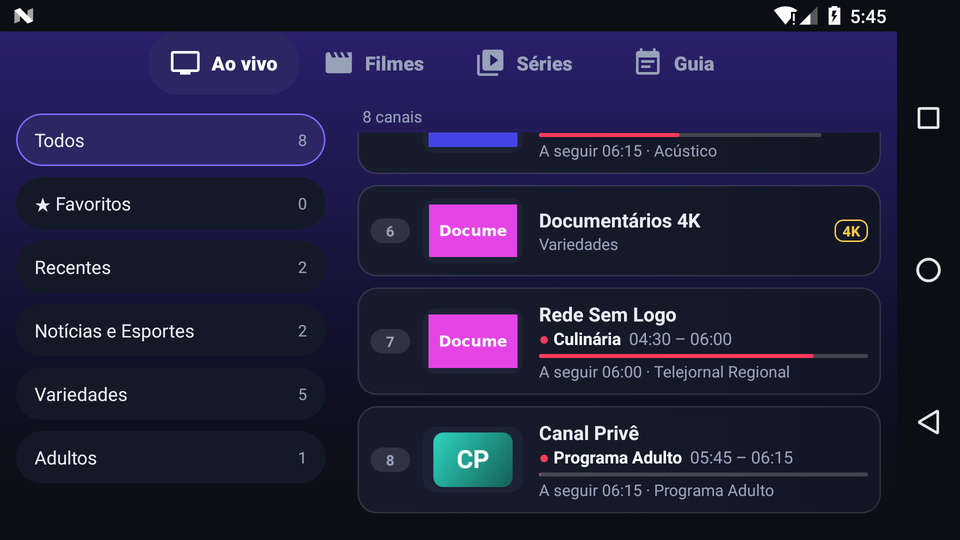 5:45
Ao vivo
Filmes
Séries
Guia
8 canais
Todos 8
★ Favoritos 0
Recentes 2
Notícias e Esportes 2
Variedades 5
Adultos 1
A seguir 06:15 · Acústico
6
Docume
Documentários 4K
Variedades
4K
7
Docume
Rede Sem Logo
Culinária 04:30 – 06:00
A seguir 06:00 · Telejornal Regional
8
CP
Canal Privê
Programa Adulto 05:45 – 06:15
A seguir 06:15 · Programa Adulto